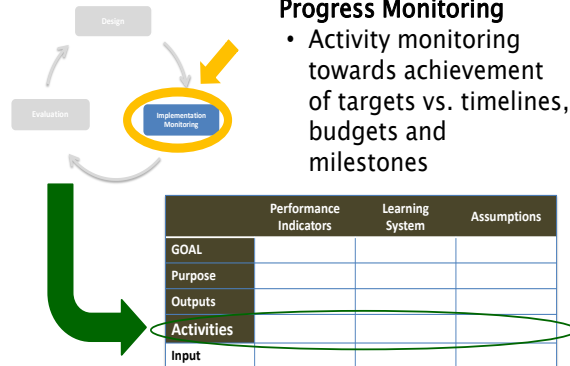 Progress Monitoring
• Activity monitoring
towards achievement
of targets vs. timelines,
budgets and
milestones
Design
Evaluation
Implementation
Monitoring
Performance
Indicators
Learning
System
Assumptions
GOAL
Purpose
Outputs
Activities
Input